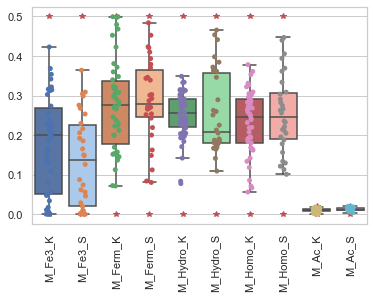 0.5
0.4
0.3
0.2
0.1
0.0
M_Fe3_K
M_Fe3_S
M_Ferm_K
M_Ferm_S
M_Hydro_K
M_Hydro_S
M_Homo_K
M_Homo_S
M_Ac_K
M_Ac_S